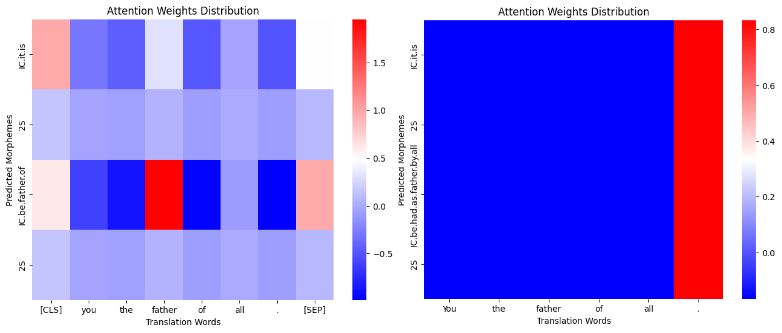 Attention Weights Distribution
IC.it.is
2S
IC.be.father.of
2S
Predicted Morphemes
[CLS] you the father of all . [SEP]
Translation Words
1.5
1.0
0.5
0.0
−0.5
Attention Weights Distribution
IC.it.is
2S
IC.be.had.as.father.by.all
2S
Predicted Morphemes
You the father of all .
Translation Words
0.8
0.6
0.4
0.2
0.0